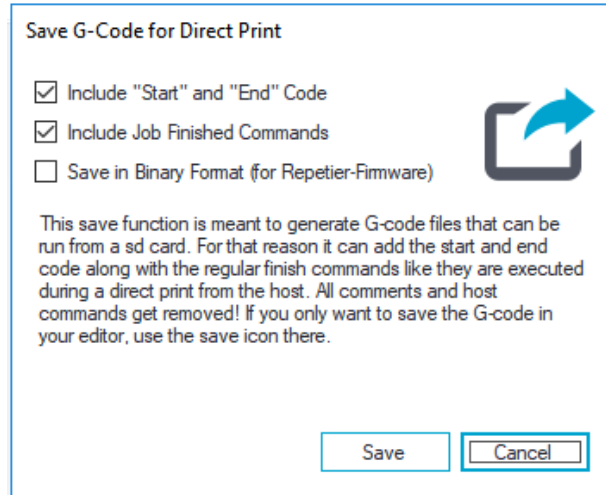 Save G-Code for Direct Print
Include "Start" and "End" Code
Include Job Finished Commands
Save in Binary Format (for Repetier-Firmware)
This save function is meant to generate G-code files that can be
run from a sd card. For that reason it can add the start and end
code along with the regular finish commands like they are executed
during a direct print from the host. All comments and host
commands get removed! If you only want to save the G-code in
your editor, use the save icon there.
Save
Cancel